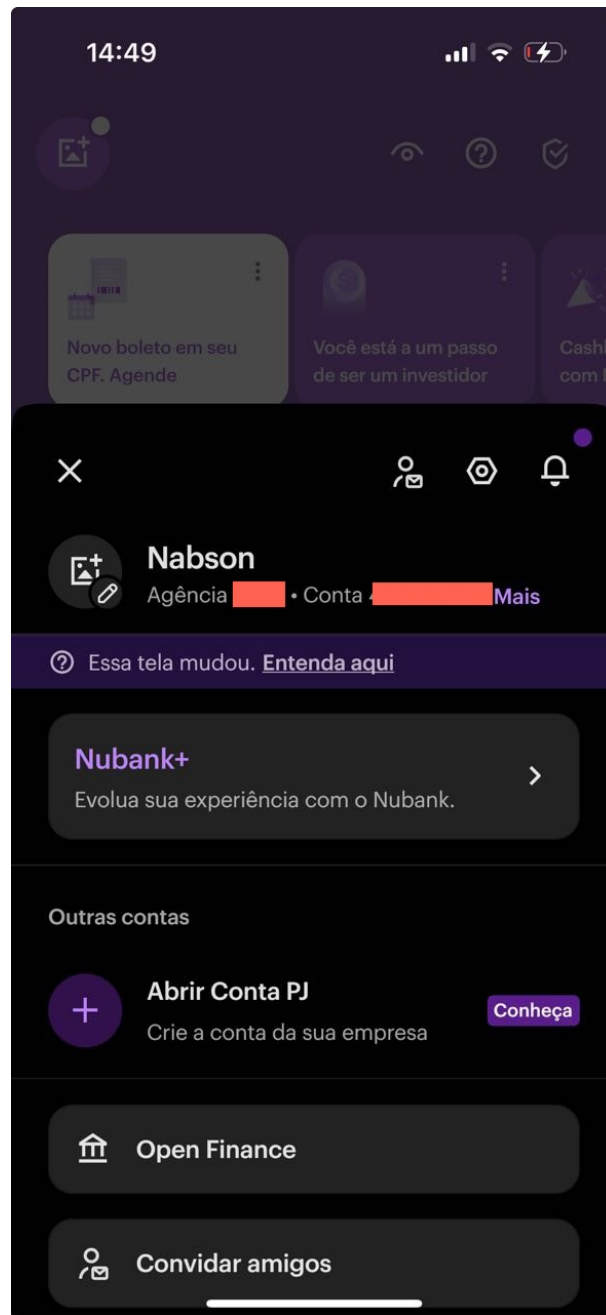 14:49
Novo boleto em seu
CPF. Agende
Você está a um passo
de ser um investidor
Cash
com
Nabson
Agência • Conta Mais
Essa tela mudou. Entenda aqui
Nubank+
Evolua sua experiência com o Nubank.
Outras contas
Abrir Conta PJ
Crie a conta da sua empresa
Conheça
Open Finance
Convidar amigos